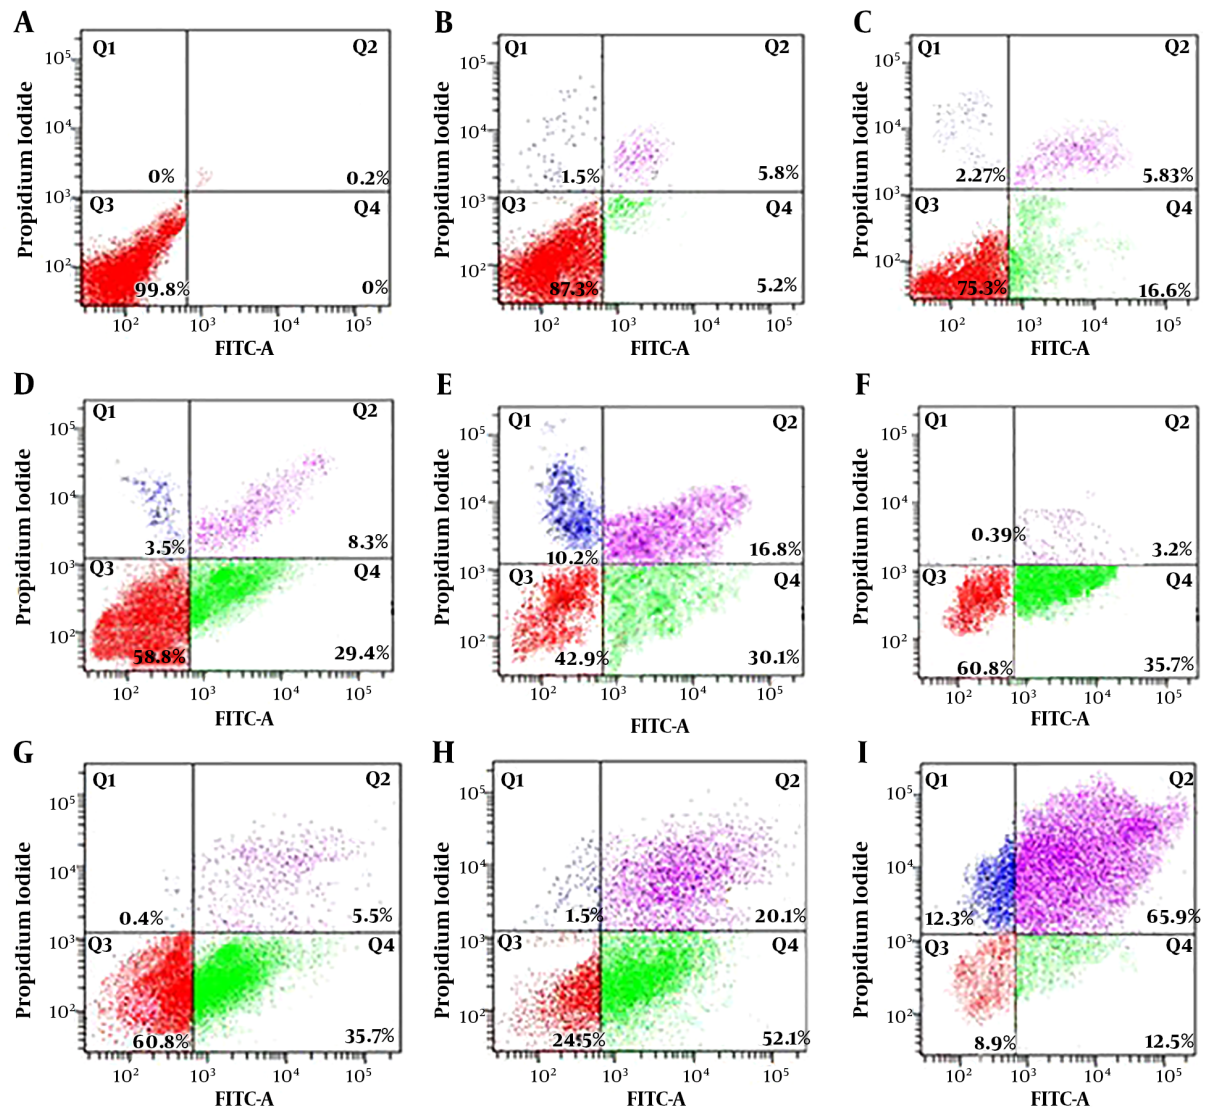 A
Q1
Q2
10⁵
10⁴
0%
0.2%
10³
Q3
Q4
10²
99.8%
0%
10² 10³ 10⁴ 10⁵
FITC-A
Propidium Iodide
B
Q1
Q2
10⁵
10⁴
1.5%
5.8%
10³
Q3
Q4
10²
87.3%
5.2%
10² 10³ 10⁴ 10⁵
FITC-A
Propidium Iodide
C
Q1
Q2
10⁵
10⁴
2.27%
5.83%
10³
Q3
Q4
10²
75.3%
16.6%
10² 10³ 10⁴ 10⁵
FITC-A
Propidium Iodide
D
Q1
Q2
10⁵
10⁴
3.5%
8.3%
10³
Q3
Q4
10²
58.8%
29.4%
10² 10³ 10⁴ 10⁵
FITC-A
Propidium Iodide
E
Q1
Q2
10⁵
10⁴
10.2%
16.8%
10³
Q3
Q4
10²
42.9%
30.1%
10² 10³ 10⁴ 10⁵
FITC-A
Propidium Iodide
F
Q1
Q2
10⁵
10⁴
0.39%
3.2%
10³
Q3
Q4
10²
60.8%
35.7%
10² 10³ 10⁴ 10⁵
FITC-A
Propidium Iodide
G
Q1
Q2
10⁵
10⁴
0.4%
5.5%
10³
Q3
Q4
10²
60.8%
35.7%
10² 10³ 10⁴ 10⁵
FITC-A
Propidium Iodide
H
Q1
Q2
10⁵
10⁴
1.5%
20.1%
10³
Q3
Q4
10²
24.5%
52.1%
10² 10³ 10⁴ 10⁵
FITC-A
Propidium Iodide
I
Q1
Q2
10⁵
10⁴
12.3%
65.9%
10³
Q3
Q4
10²
8.9%
12.5%
10² 10³ 10⁴ 10⁵
FITC-A
Propidium Iodide